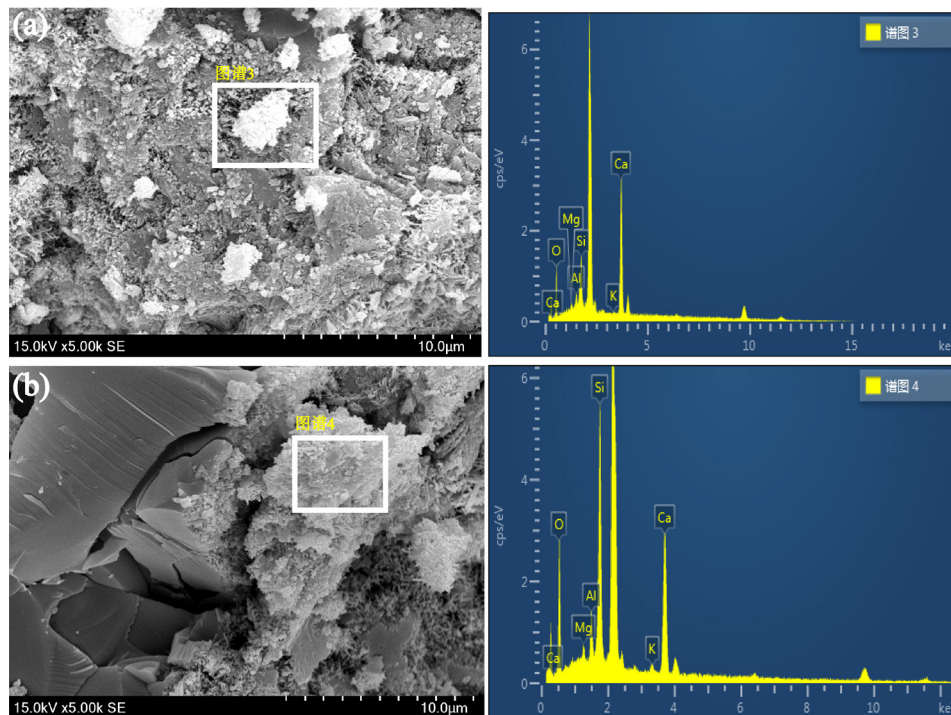 (a)
图谱3
15.0kV x5.00k SE
10.0μm
谱图 3
cps/eV
6
4
2
0
Ca
O
Mg
Al
Si
K
Ca
0
5
10
15
ke
(b)
图谱4
15.0kV x5.00k SE
10.0μm
谱图 4
cps/eV
6
4
2
0
Ca
O
Mg
Al
Si
K
Ca
0
2
4
6
8
10
ke